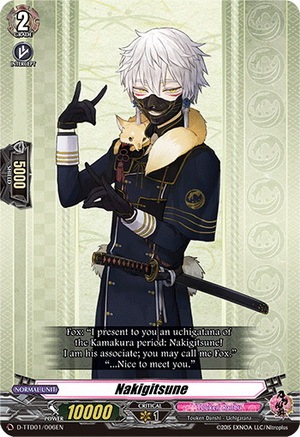 2
GRADE
INTERCEPT
5000
SHIELD
Fox: "I present to you an uchigatana of
the Kamakura period: Nakigitsune!
I am his associate; you may call me Fox."
"...Nice to meet you."
NORMAL UNIT
Nakigitsune
POWER 10000 CRITICAL 1
Touken Danshi - Uchigatana
D-TTD01/006EN
©2015 EXNOA LLC/Nitroplus